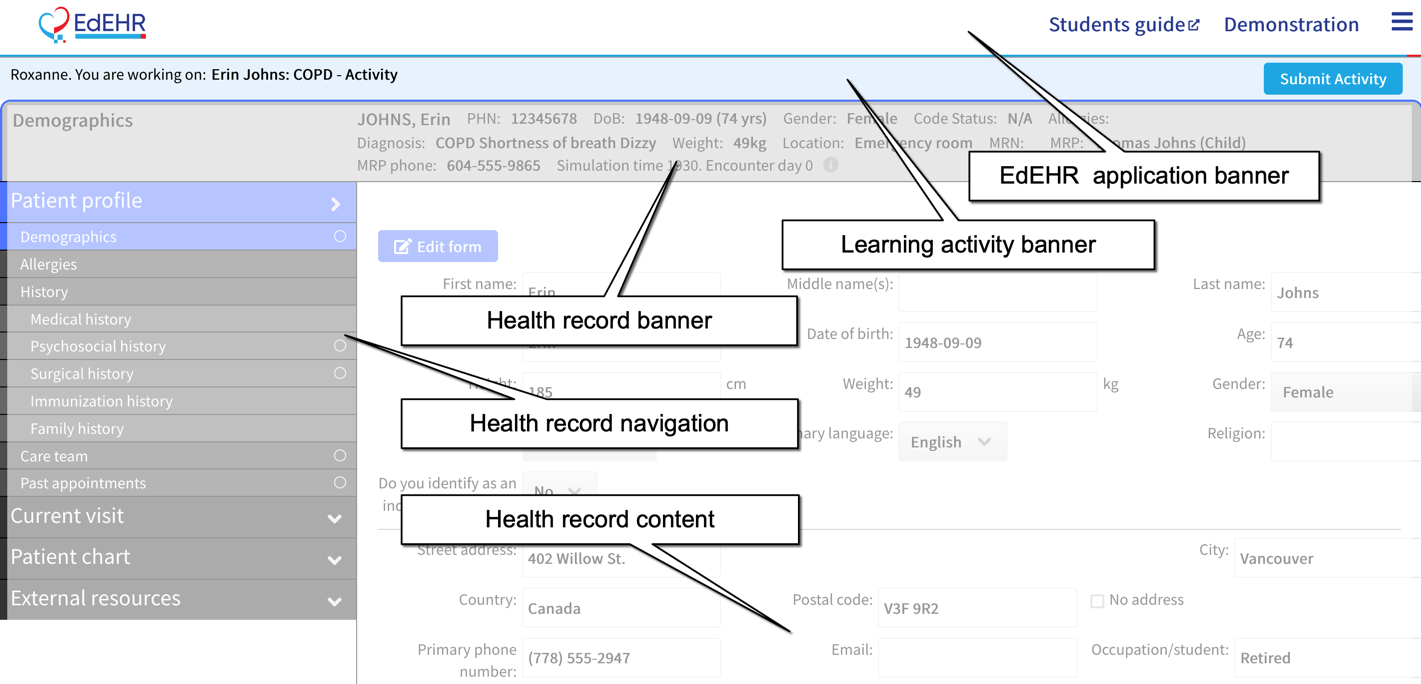 EdEHR Students guide Demonstration
Roxanne. You are working on: Erin Johns: COPD - Activity Submit Activity
Demographics
JOHNS, Erin PHN: 12345678 DoB: 1948-09-09 (74 yrs) Gender: Female Code Status: N/A Allergies:
Diagnosis: COPD Shortness of breath Dizzy Weight: 49kg Location: Emergency room MRN: MRP: Thomas Johns (Child)
MRP phone: 604-555-9865 Simulation time 1930. Encounter day 0
EdEHR application banner
Learning activity banner
Health record banner
Health record navigation
Health record content
Patient profile
Demographics
Allergies
History
Medical history
Psychosocial history
Surgical history
Immunization history
Family history
Care team
Past appointments
Current visit
Patient chart
External resources
Edit form
First name: Erin Middle name(s): Last name: Johns
Date of birth: 1948-09-09 Age: 74
Height: 185 cm Weight: 49 kg Gender: Female
language: English Religion:
Do you identify as an No
Street address: 402 Willow St. City: Vancouver
Country: Canada Postal code: V3F 9R2 No address
Primary phone number: (778) 555-2947 Email: Occupation/student: Retired